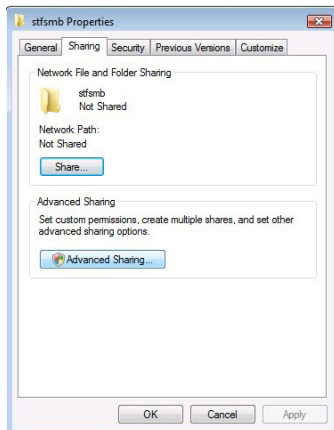 stfsmb Properties
General Sharing Security Previous Versions Customize
Network File and Folder Sharing
stfsmb
Not Shared
Network Path:
Not Shared
Share...
Advanced Sharing
Set custom permissions, create multiple shares, and set other
advanced sharing options.
Advanced Sharing...
OK Cancel Apply